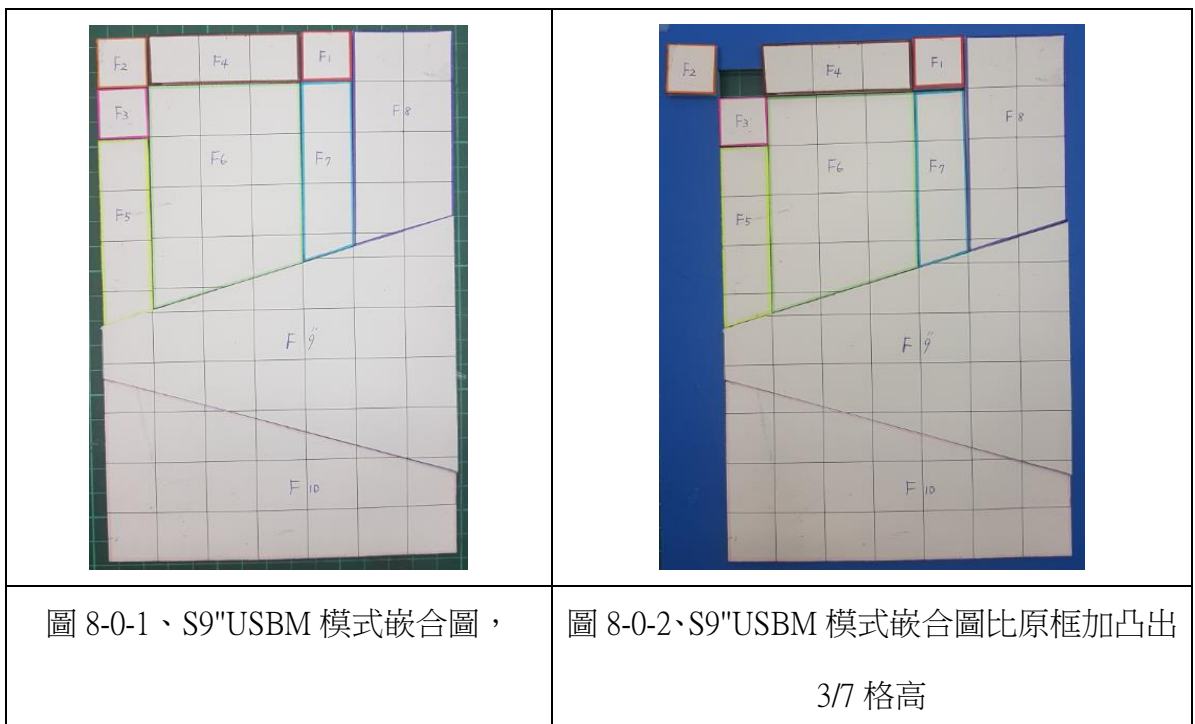 F2 F4 F1
F3 F8
F6 F7
F5
F9"
F10
F2 F4 F1
F3 F8
F6 F7
F5
F9"
F10
圖 8-0-1、S9"USBM 模式嵌合圖，
圖 8-0-2、S9"USBM 模式嵌合圖比原框加凸出
3/7 格高